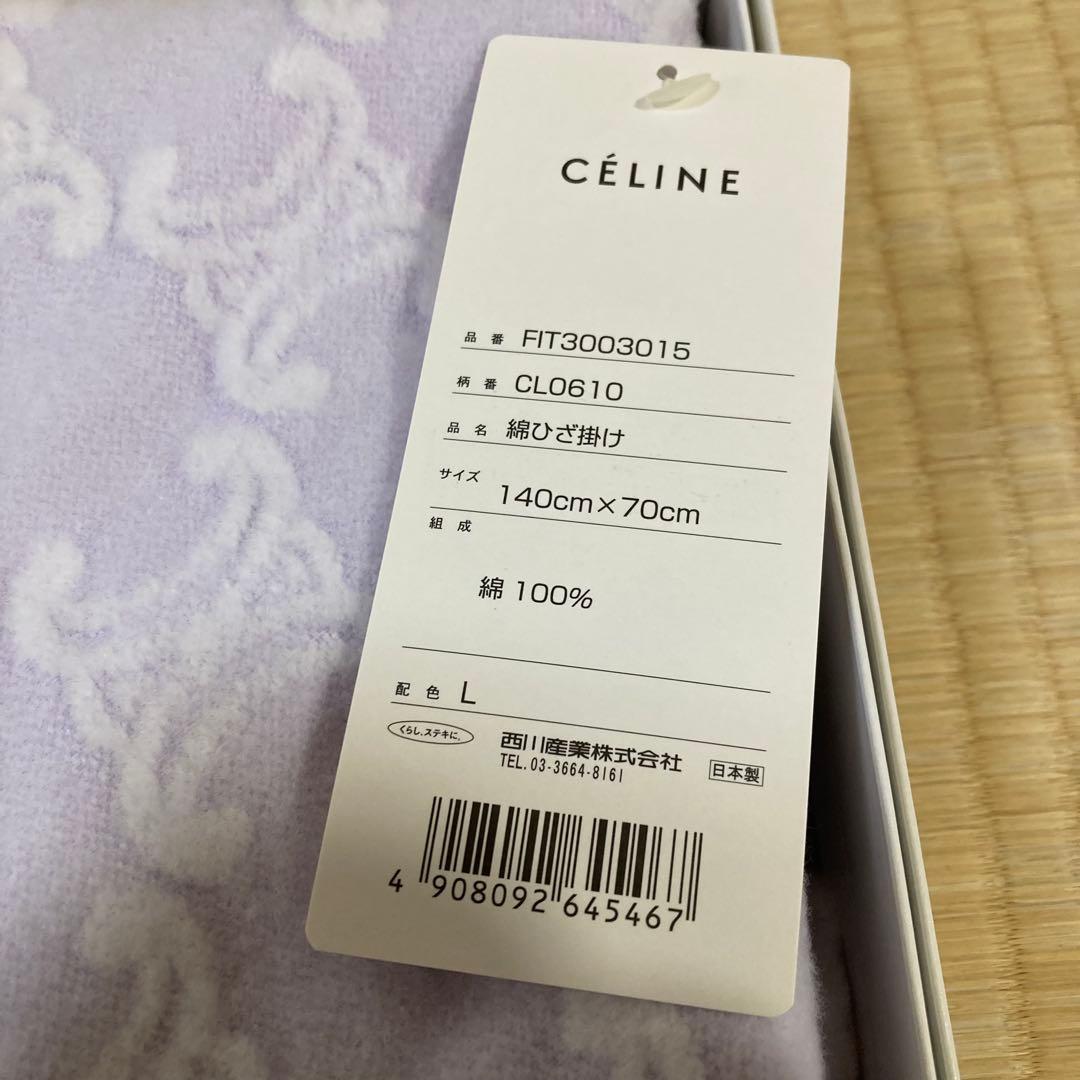 CÉLINE
品番 FIT3003015
柄番 CL0610
品名 綿ひざ掛け
サイズ 140cm×70cm
組成
綿 100%
配色 L
くらし、ステキに。
西川産業株式会社
TEL. 03-3664-8161
日本製
4 908092 645467